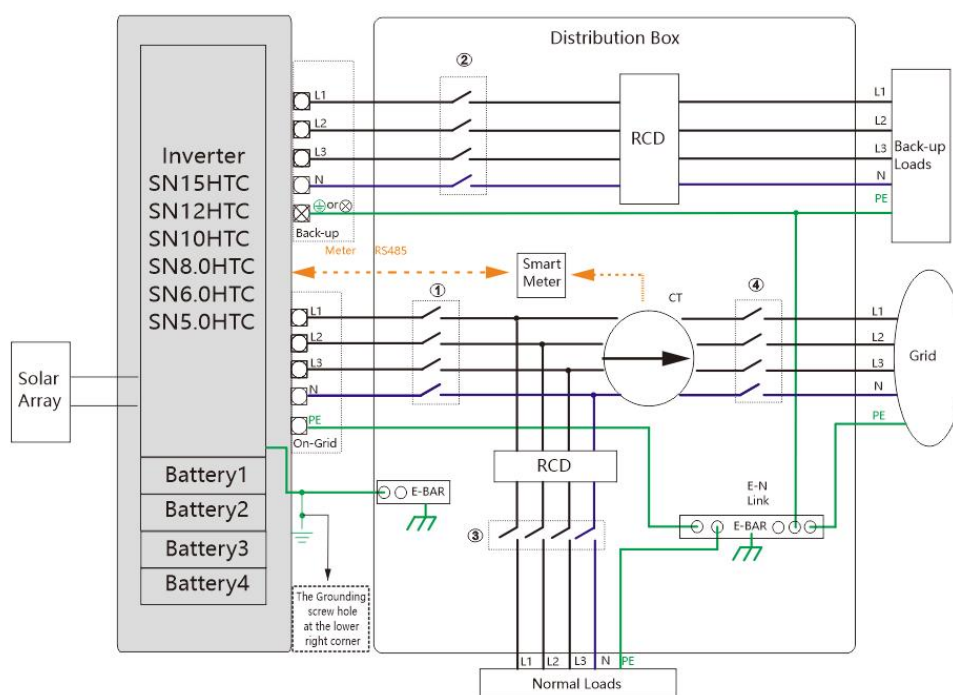 Distribution Box
Inverter
SN15HTC
SN12HTC
SN10HTC
SN8.0HTC
SN6.0HTC
SN5.0HTC
Battery1
Battery2
Battery3
Battery4
Solar
Array
L1
L2
L3
N
or
Back-up
②
RCD
L1
L2
L3
N
PE
Back-up
Loads
Meter RS485
Smart
Meter
L1
L2
L3
N
PE
On-Grid
①
CT
④
L1
L2
L3
N
PE
Grid
RCD
③
E-BAR
E-N
Link
E-BAR
The Grounding
screw hole
at the lower
right corner
L1 L2 L3 N PE
Normal Loads